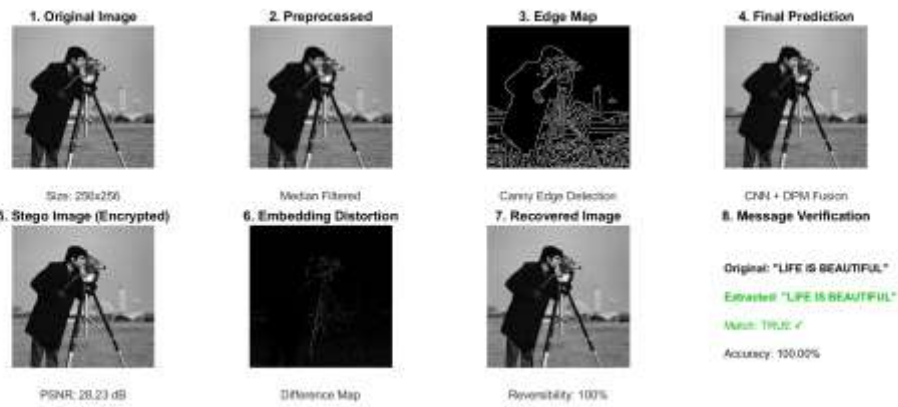 1. Original Image
2. Preprocessed
3. Edge Map
4. Final Prediction
Size: 256x256
Median Filtered
Canny Edge Detection
CNN + DPM Fusion
5. Stego Image (Encrypted)
6. Embedding Distortion
7. Recovered Image
8. Message Verification
Original: "LIFE IS BEAUTIFUL"
Extracted: "LIFE IS BEAUTIFUL"
Match: TRUE ✓
Accuracy: 100.00%
PSNR: 28.23 dB
Difference Map
Reversibility: 100%